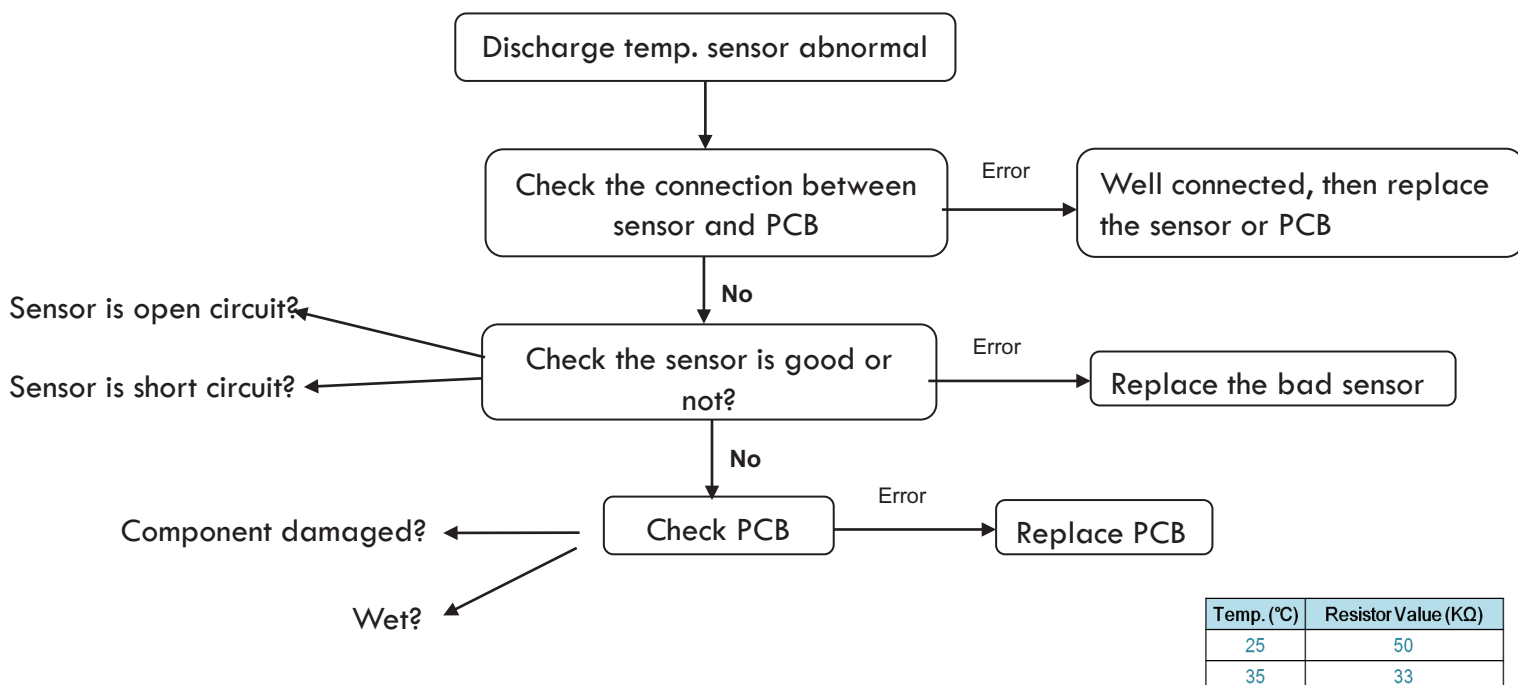 Discharge temp. sensor abnormal
Check the connection between
sensor and PCB
Error
Well connected, then replace
the sensor or PCB
No
Sensor is open circuit?
Sensor is short circuit?
Check the sensor is good or
not?
Error
Replace the bad sensor
No
Component damaged?
Wet?
Check PCB
Error
Replace PCB
Temp. (°C) Resistor Value (KΩ)
25 50
35 33